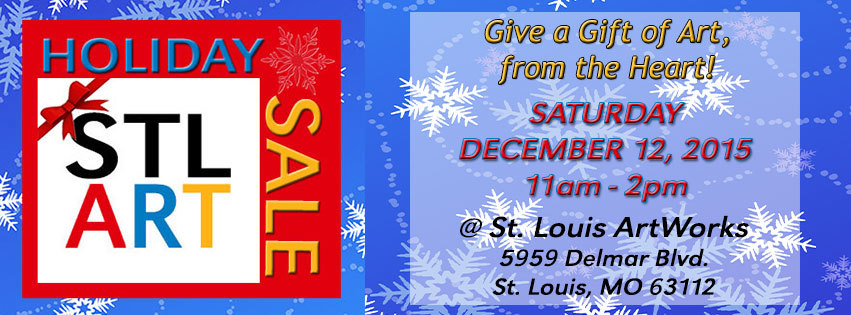 HOLIDAY
SALE
STL
ART
Give a Gift of Art,
from the Heart!
SATURDAY
DECEMBER 12, 2015
11am - 2pm
@ St. Louis ArtWorks
5959 Delmar Blvd.
St. Louis, MO 63112